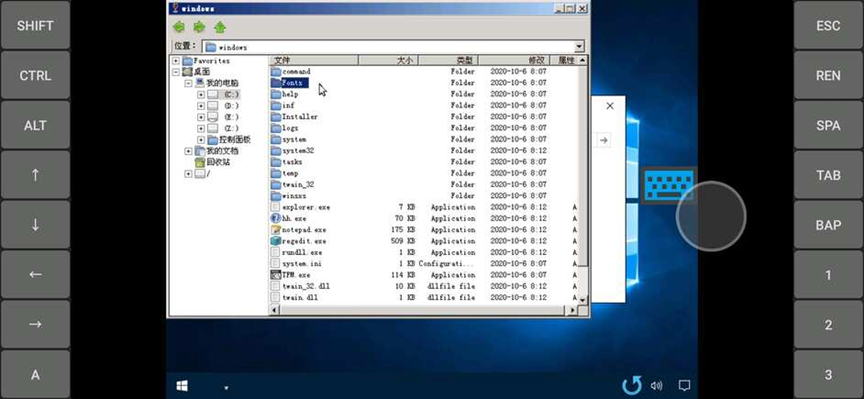 SHIFT
CTRL
ALT
↑
↓
←
→
A
windows
位置：
windows
Favorites
桌面
我的电脑
(C:)
(D:)
(E:)
(Z:)
控制面板
我的文档
回收站
/
文件 大小 类型 修改 属性
command Folder 2020-10-6 8:07
Fonts Folder 2020-10-6 8:07
help Folder 2020-10-6 8:07
inf Folder 2020-10-6 8:07
Installer Folder 2020-10-6 8:07
logs Folder 2020-10-6 8:07
system Folder 2020-10-6 8:07
system32 Folder 2020-10-6 8:12
tasks Folder 2020-10-6 8:07
temp Folder 2020-10-6 8:07
twain_32 Folder 2020-10-6 8:07
winsxs Folder 2020-10-6 8:07
explorer.exe 7 KB Application 2020-10-6 8:12 A
hh.exe 70 KB Application 2020-10-6 8:12 A
notepad.exe 175 KB Application 2020-10-6 8:12 A
regedit.exe 509 KB Application 2020-10-6 8:12 A
rundll.exe 1 KB Application 2020-10-6 8:12 A
system.ini 1 KB Configurati... 2020-10-6 8:07 A
TFM.exe 114 KB Application 2020-10-6 8:07 A
twain_32.dll 10 KB dllfile file 2020-10-6 8:12 A
twain.dll 1 KB dllfile file 2020-10-6 8:12 A
ESC
REN
SPA
TAB
BAP
1
2
3